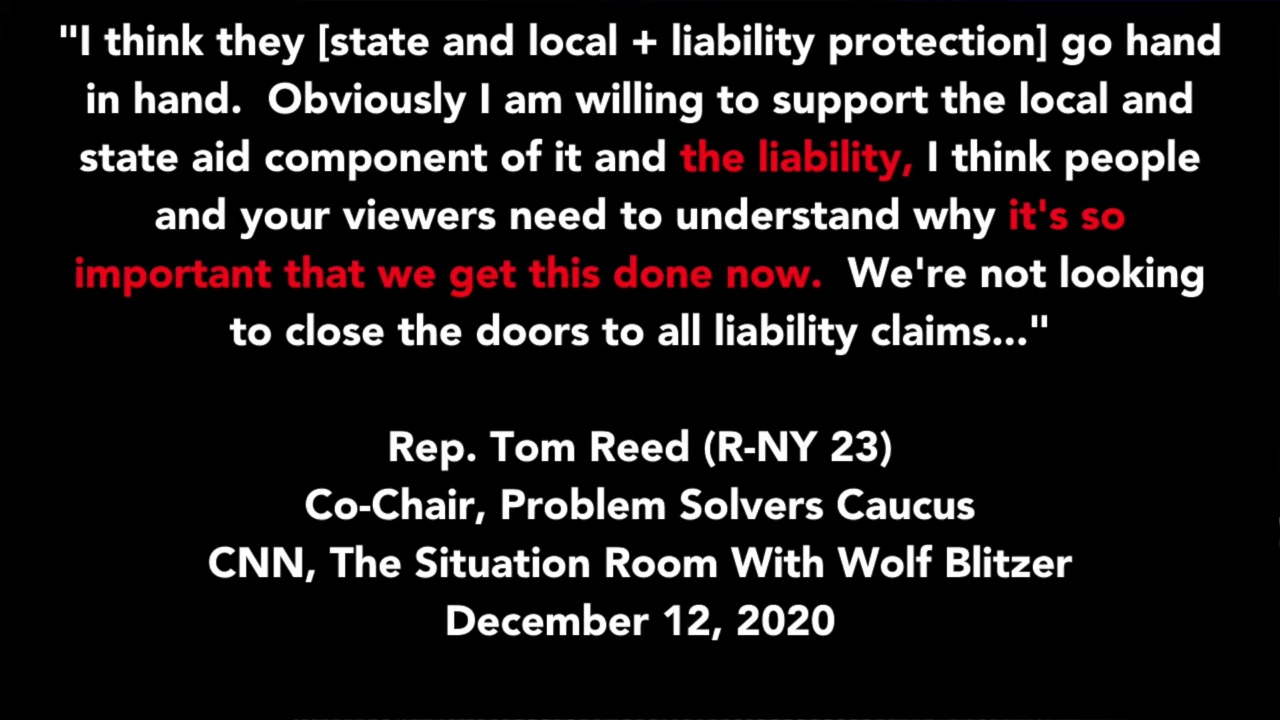 "I think they [state and local + liability protection] go hand
in hand.  Obviously I am willing to support the local and
state aid component of it and the liability, I think people
and your viewers need to understand why it's so
important that we get this done now.  We're not looking
to close the doors to all liability claims..."
Rep. Tom Reed (R-NY 23)
Co-Chair, Problem Solvers Caucus
CNN, The Situation Room With Wolf Blitzer
December 12, 2020